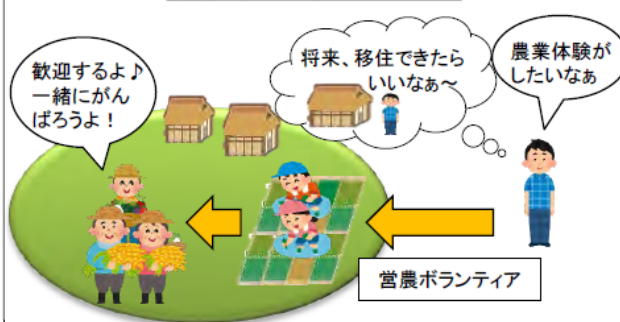 歓迎するよ♪
一緒にがん
ばろうよ！
将来、移住できたら
いいなぁ～
農業体験が
したいなぁ
営農ボランティア